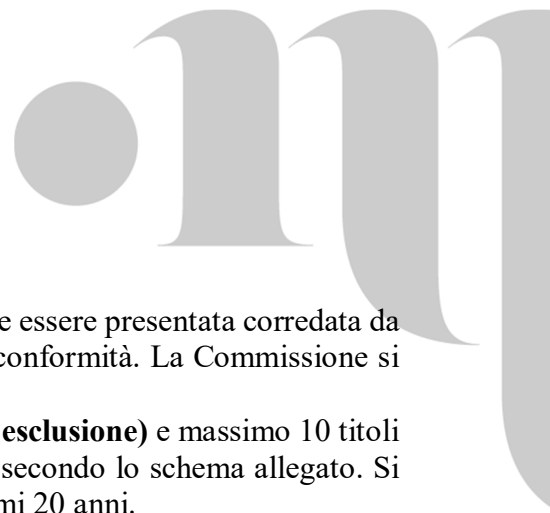 e essere presentata corredata da
conformità. La Commissione si
esclusione) e massimo 10 titoli
secondo lo schema allegato. Si
mi 20 anni.